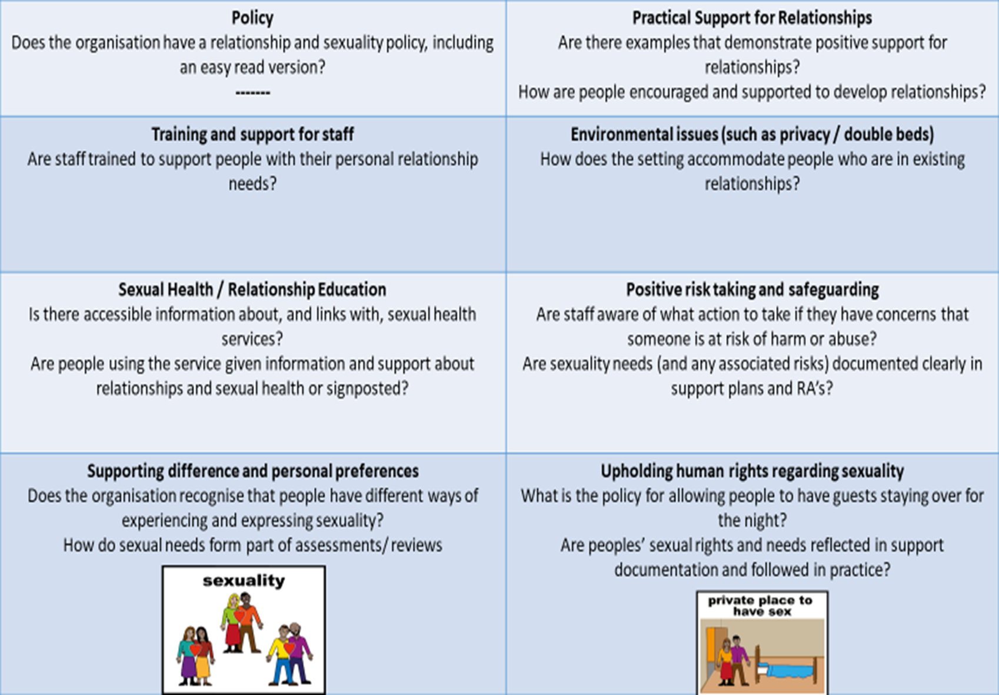 Policy
Does the organisation have a relationship and sexuality policy, including
an easy read version?
-------
Practical Support for Relationships
Are there examples that demonstrate positive support for
relationships?
How are people encouraged and supported to develop relationships?
Training and support for staff
Are staff trained to support people with their personal relationship
needs?
Environmental issues (such as privacy / double beds)
How does the setting accommodate people who are in existing
relationships?
Sexual Health / Relationship Education
Is there accessible information about, and links with, sexual health
services?
Are people using the service given information and support about
relationships and sexual health or signposted?
Positive risk taking and safeguarding
Are staff aware of what action to take if they have concerns that
someone is at risk of harm or abuse?
Are sexuality needs (and any associated risks) documented clearly in
support plans and RA's?
Supporting difference and personal preferences
Does the organisation recognise that people have different ways of
experiencing and expressing sexuality?
How do sexual needs form part of assessments/ reviews
sexuality
Upholding human rights regarding sexuality
What is the policy for allowing people to have guests staying over for
the night?
Are peoples' sexual rights and needs reflected in support
documentation and followed in practice?
private place to
have sex